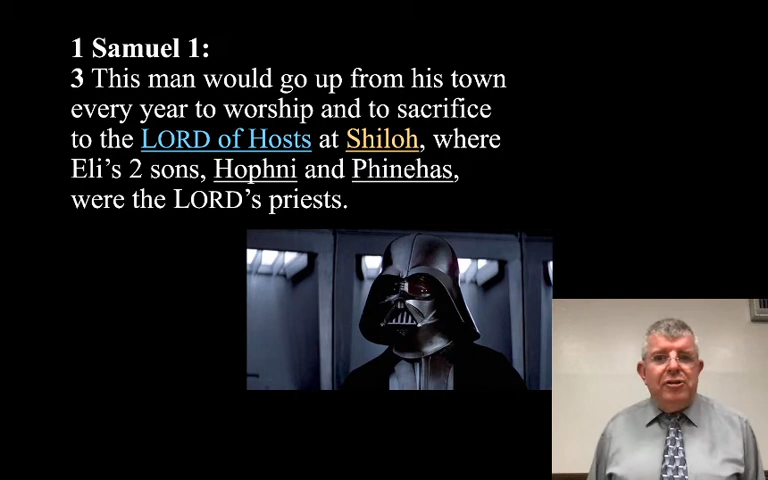 1 Samuel 1:
3 This man would go up from his town
every year to worship and to sacrifice
to the LORD of Hosts at Shiloh, where
Eli’s 2 sons, Hophni and Phinehas,
were the LORD’s priests.